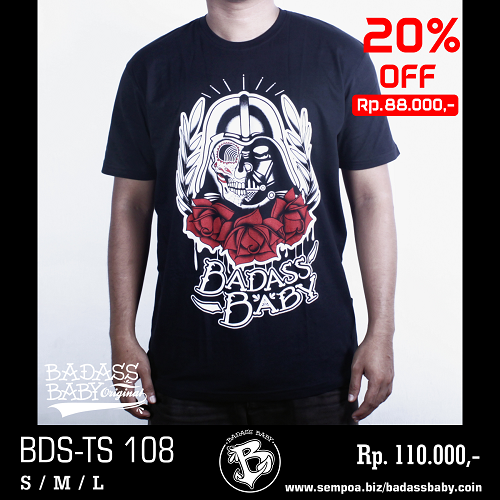 20%
OFF
Rp.88.000,-
BADASS
BABY
BADASS
BABY Original
BDS-TS 108
S / M / L
BADASS BABY
Rp. 110.000,-
www.sempoa.biz/badassbaby.coin